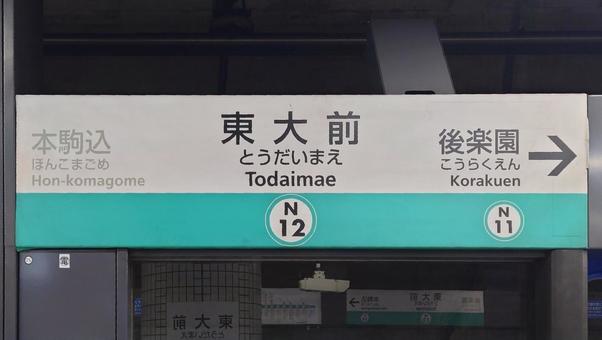 本駒込
ほんこまごめ
Hon-komagome
東大前
とうだいまえ
Todaimae
後楽園
こうらくえん
Korakuen
N
12
N
11
電
東大前